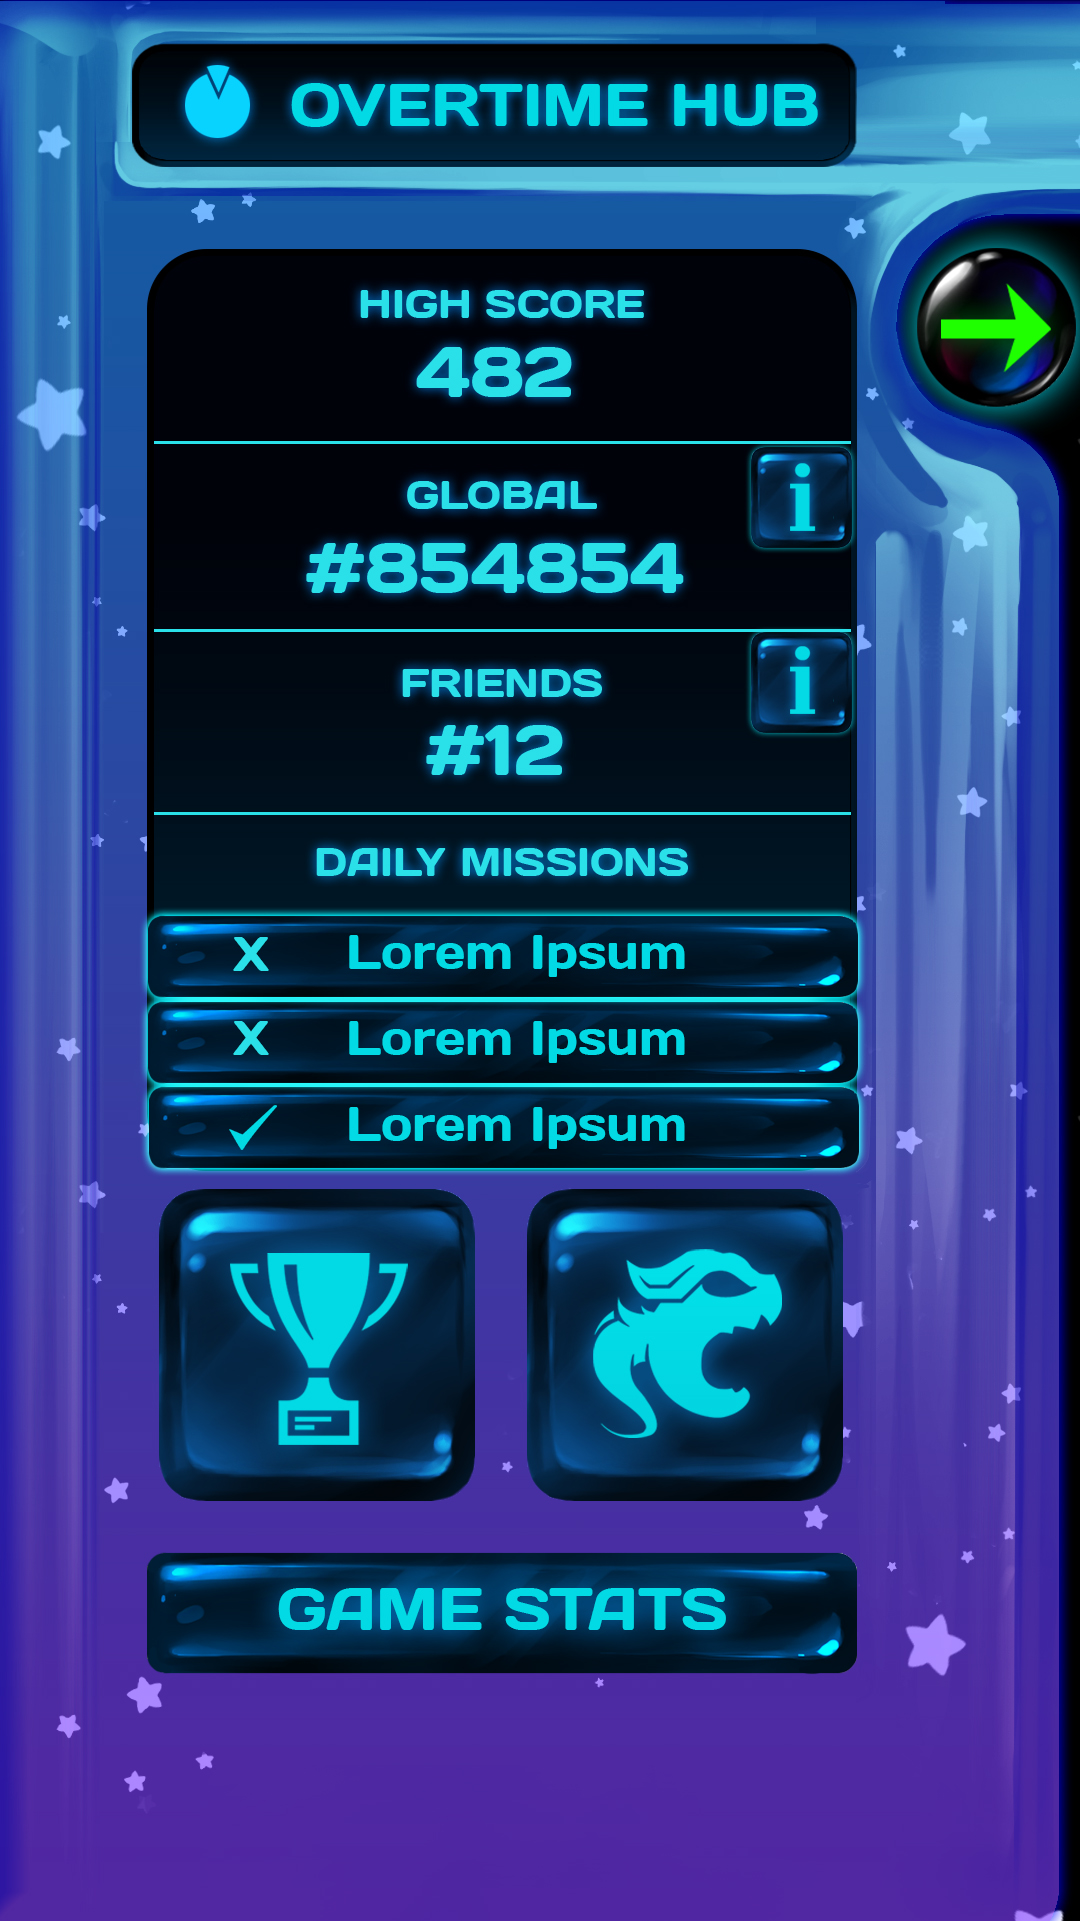 OVERTIME HUB
HIGH SCORE
482
GLOBAL
i
#854854
FRIENDS
i
#12
DAILY MISSIONS
X Lorem Ipsum
X Lorem Ipsum
✓ Lorem Ipsum
GAME STATS